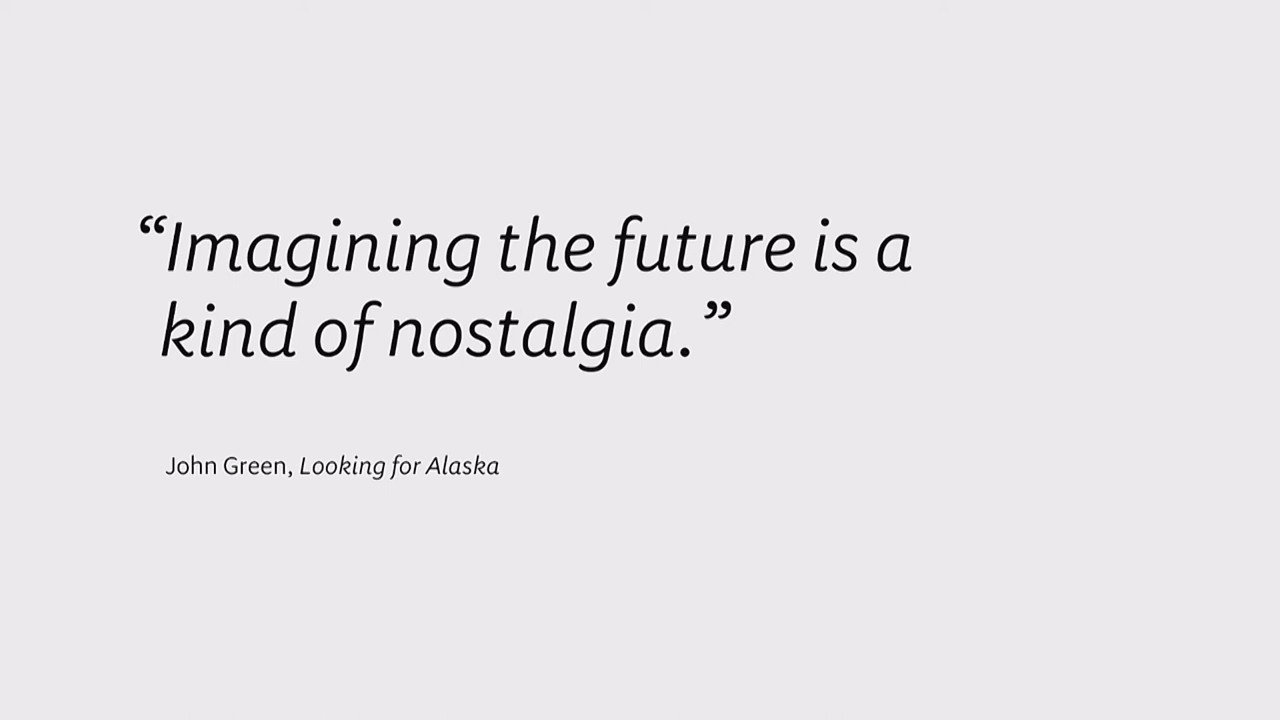 “Imagining the future is a
kind of nostalgia.”
John Green, Looking for Alaska